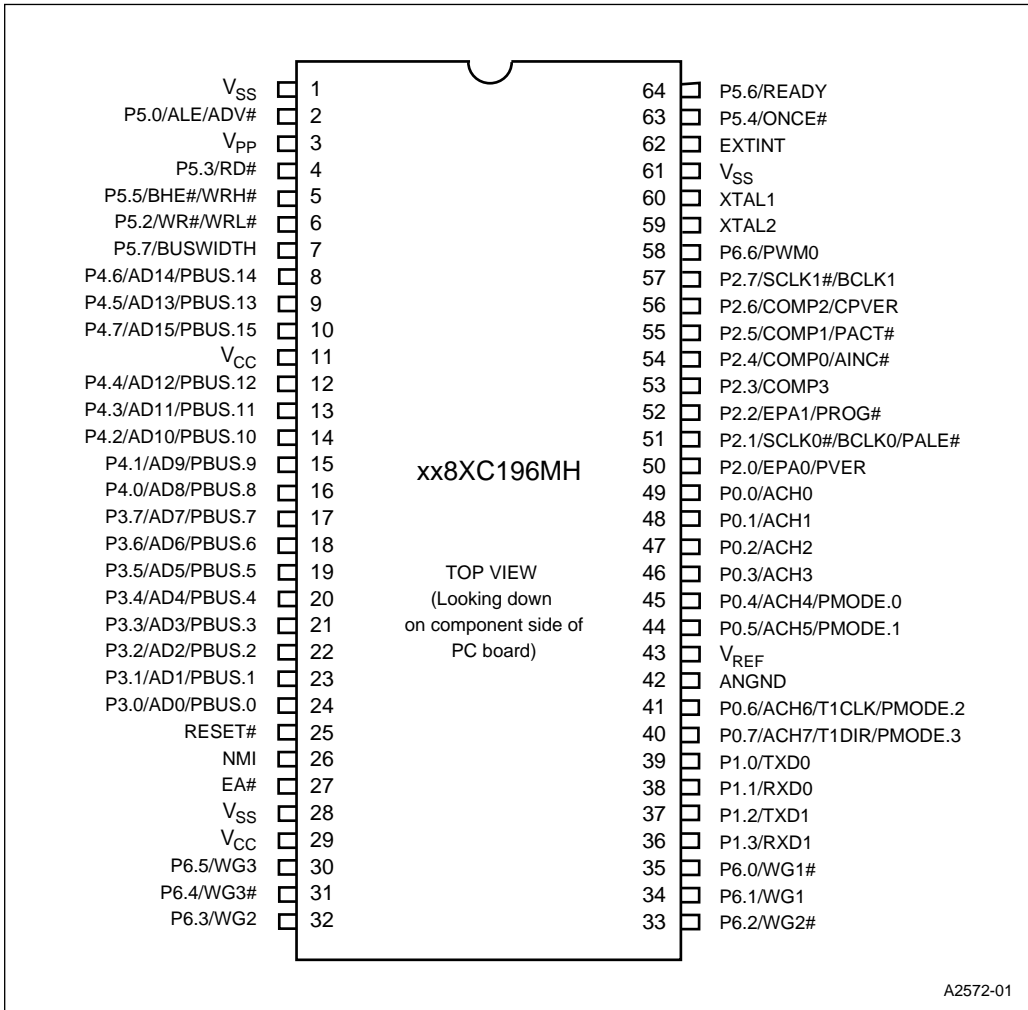 V_SS 1
P5.0/ALE/ADV# 2
V_PP 3
P5.3/RD# 4
P5.5/BHE#/WRH# 5
P5.2/WR#/WRL# 6
P5.7/BUSWIDTH 7
P4.6/AD14/PBUS.14 8
P4.5/AD13/PBUS.13 9
P4.7/AD15/PBUS.15 10
V_CC 11
P4.4/AD12/PBUS.12 12
P4.3/AD11/PBUS.11 13
P4.2/AD10/PBUS.10 14
P4.1/AD9/PBUS.9 15
P4.0/AD8/PBUS.8 16
P3.7/AD7/PBUS.7 17
P3.6/AD6/PBUS.6 18
P3.5/AD5/PBUS.5 19
P3.4/AD4/PBUS.4 20
P3.3/AD3/PBUS.3 21
P3.2/AD2/PBUS.2 22
P3.1/AD1/PBUS.1 23
P3.0/AD0/PBUS.0 24
RESET# 25
NMI 26
EA# 27
V_SS 28
V_CC 29
P6.5/WG3 30
P6.4/WG3# 31
P6.3/WG2 32
xx8XC196MH
TOP VIEW
(Looking down
on component side of
PC board)
64 P5.6/READY
63 P5.4/ONCE#
62 EXTINT
61 V_SS
60 XTAL1
59 XTAL2
58 P6.6/PWM0
57 P2.7/SCLK1#/BCLK1
56 P2.6/COMP2/CPVER
55 P2.5/COMP1/PACT#
54 P2.4/COMP0/AINC#
53 P2.3/COMP3
52 P2.2/EPA1/PROG#
51 P2.1/SCLK0#/BCLK0/PALE#
50 P2.0/EPA0/PVER
49 P0.0/ACH0
48 P0.1/ACH1
47 P0.2/ACH2
46 P0.3/ACH3
45 P0.4/ACH4/PMODE.0
44 P0.5/ACH5/PMODE.1
43 V_REF
42 ANGND
41 P0.6/ACH6/T1CLK/PMODE.2
40 P0.7/ACH7/T1DIR/PMODE.3
39 P1.0/TXD0
38 P1.1/RXD0
37 P1.2/TXD1
36 P1.3/RXD1
35 P6.0/WG1#
34 P6.1/WG1
33 P6.2/WG2#
A2572-01